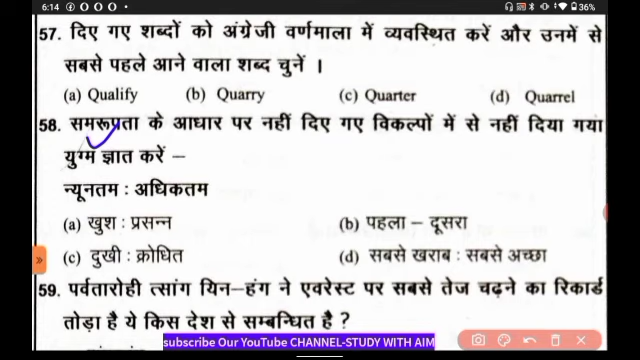 6:14
36%
57. दिए गए शब्दों को अंग्रेजी वर्णमाला में व्यवस्थित करें और उनमें से
सबसे पहले आने वाला शब्द चुनें ।
(a) Qualify (b) Quarry (c) Quarter (d) Quarrel
58. समरूपता के आधार पर नहीं दिए गए विकल्पों में से नहीं दिया गया
युग्म ज्ञात करें –
न्यूनतम : अधिकतम
(a) खुश : प्रसन्न (b) पहला – दूसरा
(c) दुखी : क्रोधित (d) सबसे खराब : सबसे अच्छा
59. पर्वतारोही त्सांग यिन–हंग ने एवरेस्ट पर सबसे तेज चढ़ने का रिकार्ड
तोड़ा है ये किस देश से सम्बन्धित है ?
subscribe Our YouTube CHANNEL-STUDY WITH AIM